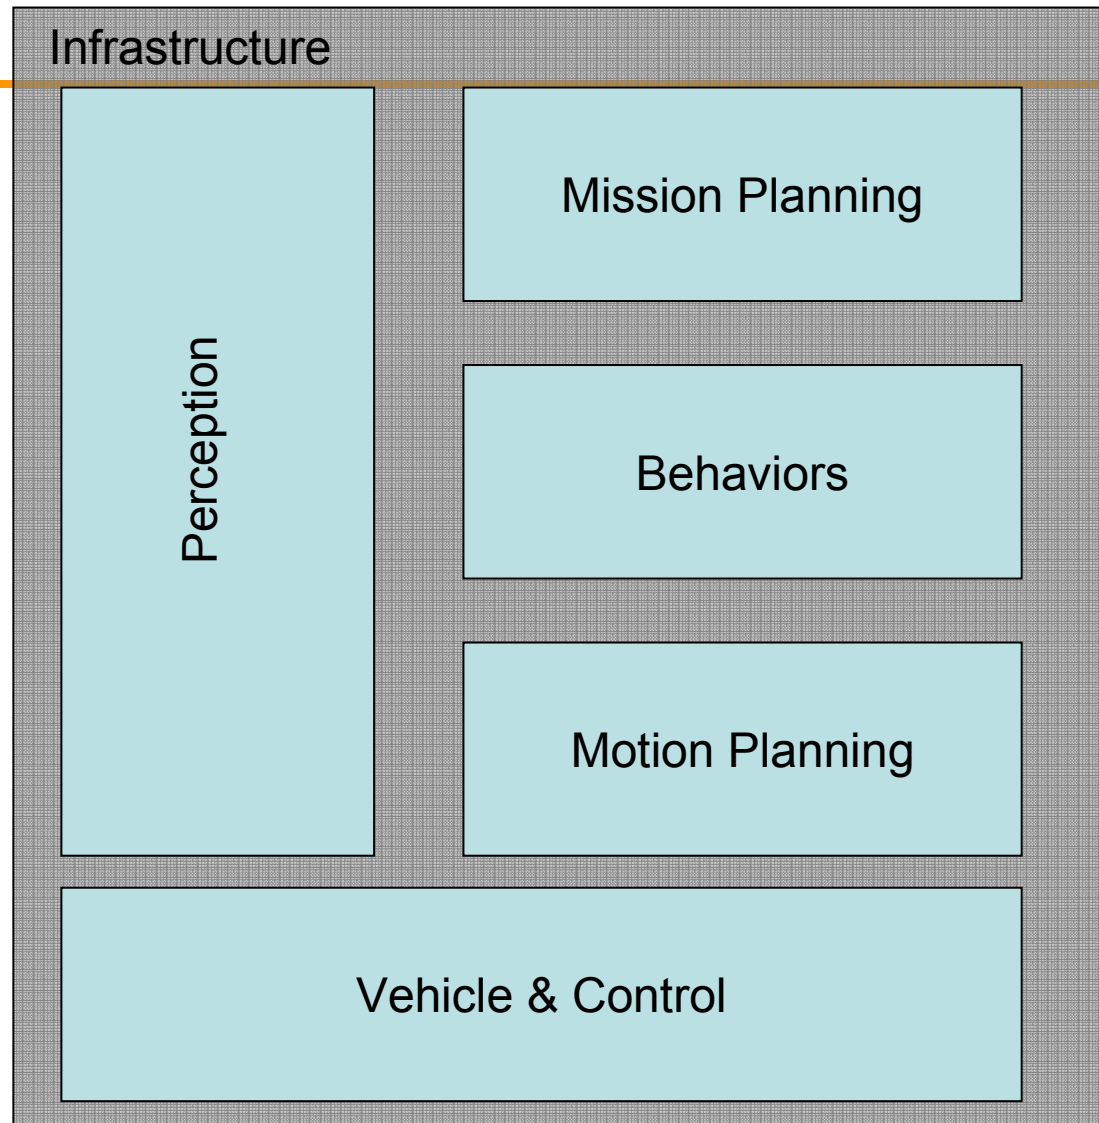 Infrastructure
Perception
Mission Planning
Behaviors
Motion Planning
Vehicle & Control